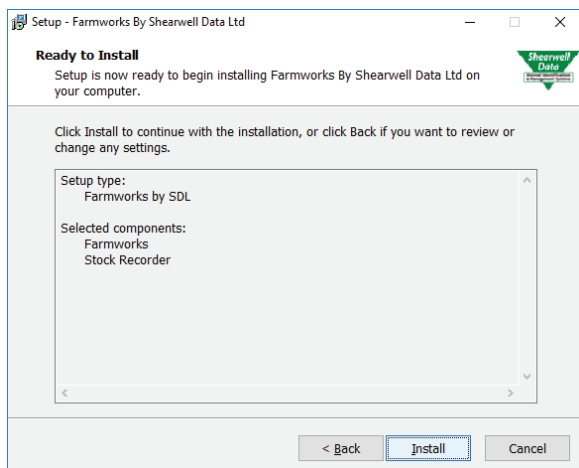 Setup - Farmworks By Shearwell Data Ltd
Ready to Install
Setup is now ready to begin installing Farmworks By Shearwell Data Ltd on
your computer.
Shearwell
Data
Click Install to continue with the installation, or click Back if you want to review or
change any settings.
Setup type:
Farmworks by SDL
Selected components:
Farmworks
Stock Recorder
< Back
Install
Cancel